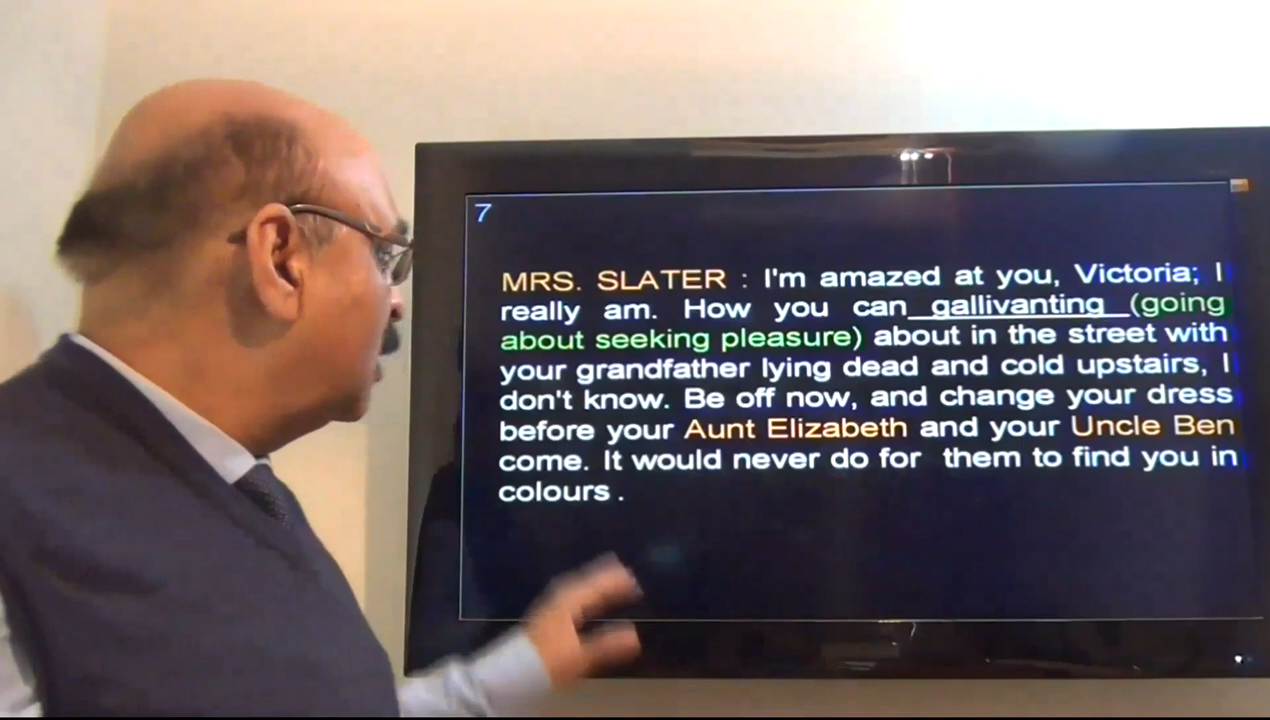 7
MRS. SLATER : I'm amazed at you, Victoria; I
really am. How you can gallivanting (going
about seeking pleasure) about in the street with
your grandfather lying dead and cold upstairs, I
don't know. Be off now, and change your dress
before your Aunt Elizabeth and your Uncle Ben
come. It would never do for them to find you in
colours .